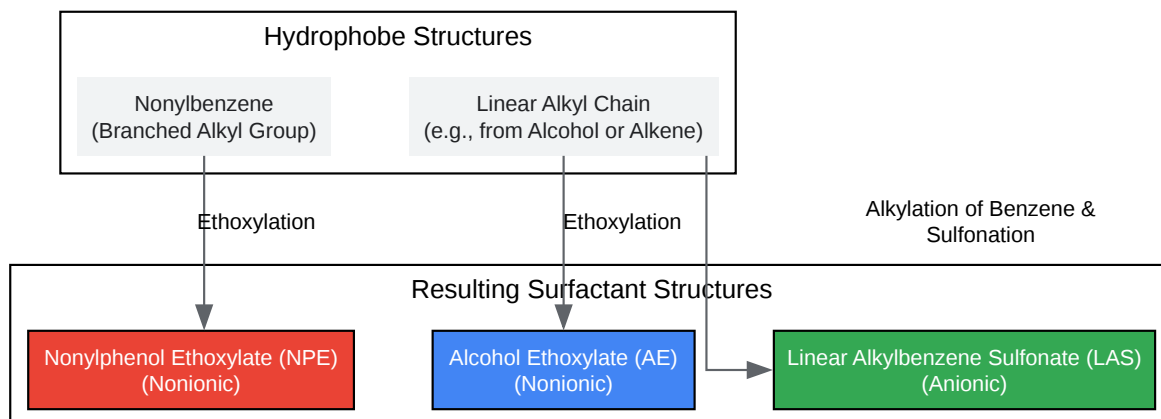 Hydrophobe Structures
Nonylbenzene
(Branched Alkyl Group)
Linear Alkyl Chain
(e.g., from Alcohol or Alkene)
Ethoxylation
Ethoxylation
Alkylation of Benzene &
Sulfonation
Resulting Surfactant Structures
Nonylphenol Ethoxylate (NPE)
(Nonionic)
Alcohol Ethoxylate (AE)
(Nonionic)
Linear Alkylbenzene Sulfonate (LAS)
(Anionic)